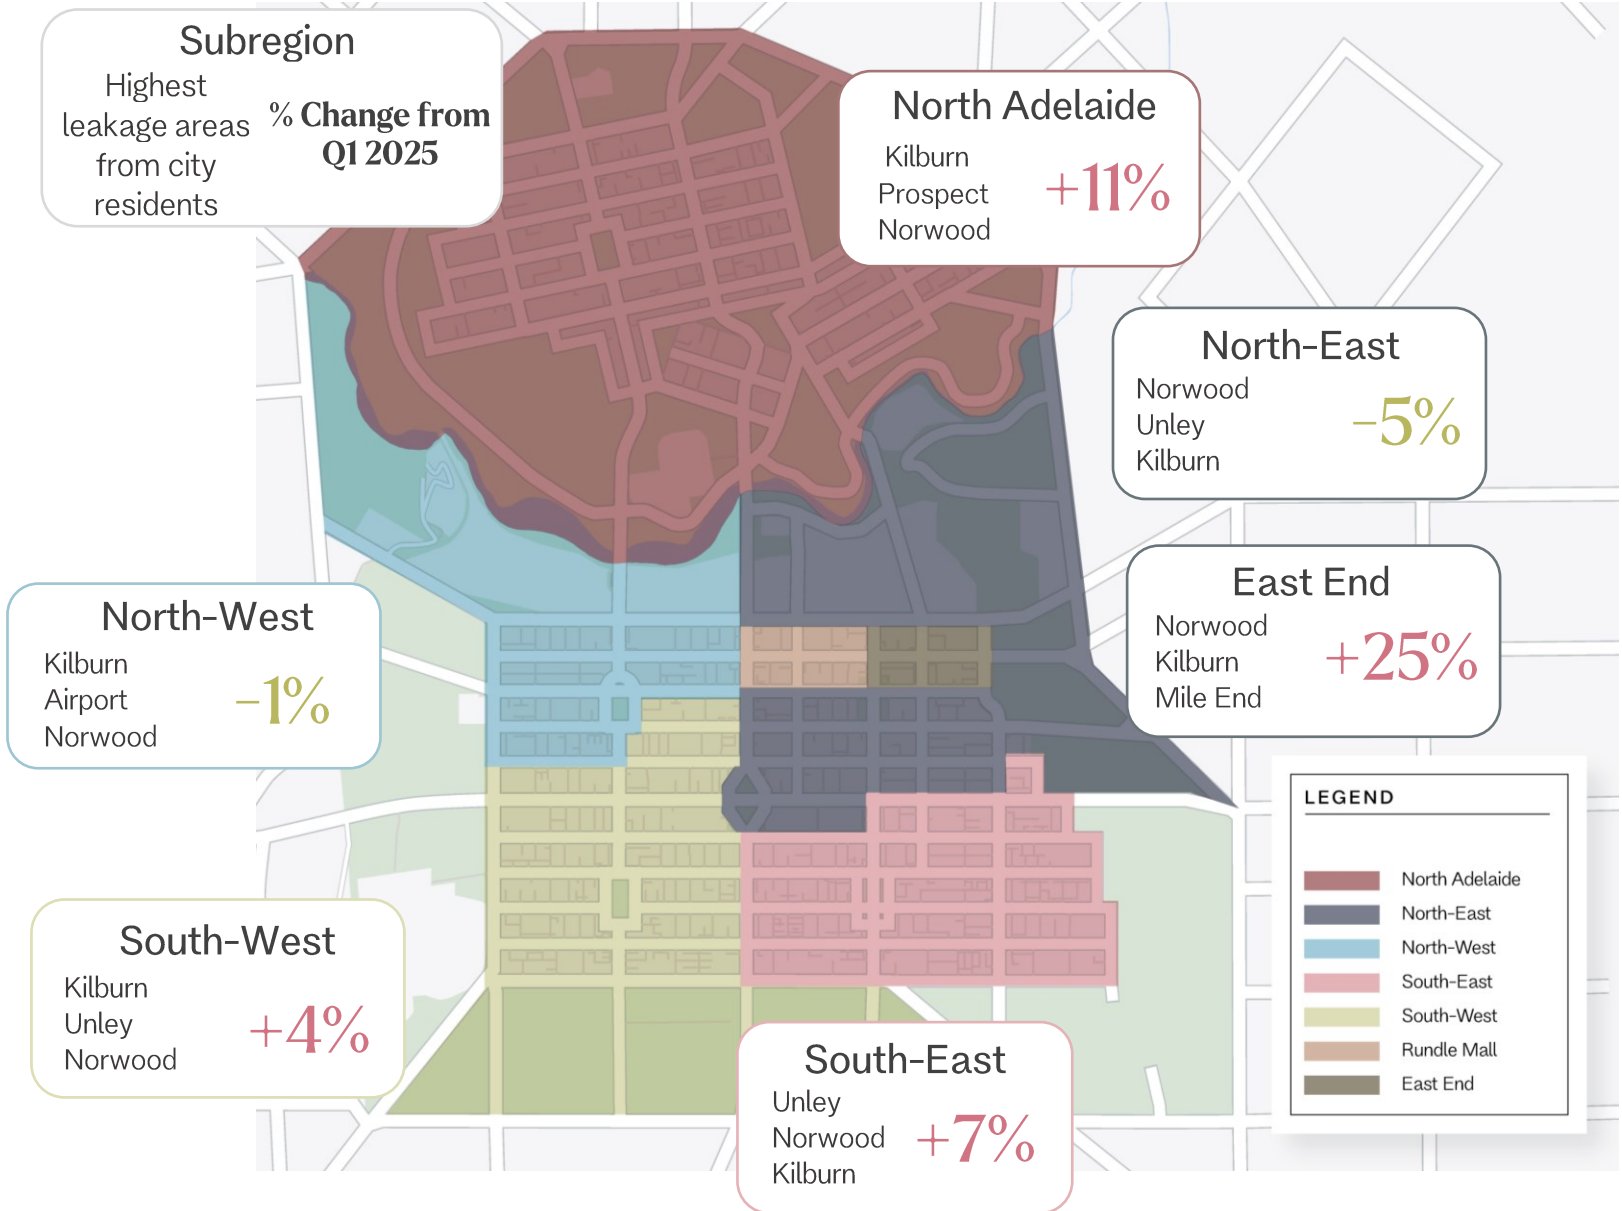 Subregion
Highest
leakage areas
from city
residents
% Change from
Q1 2025
North Adelaide
Kilburn
Prospect
Norwood
+11%
North-East
Norwood
Unley
Kilburn
-5%
East End
Norwood
Kilburn
Mile End
+25%
North-West
Kilburn
Airport
Norwood
-1%
South-West
Kilburn
Unley
Norwood
+4%
South-East
Unley
Norwood
Kilburn
+7%
LEGEND
North Adelaide
North-East
North-West
South-East
South-West
Rundle Mall
East End